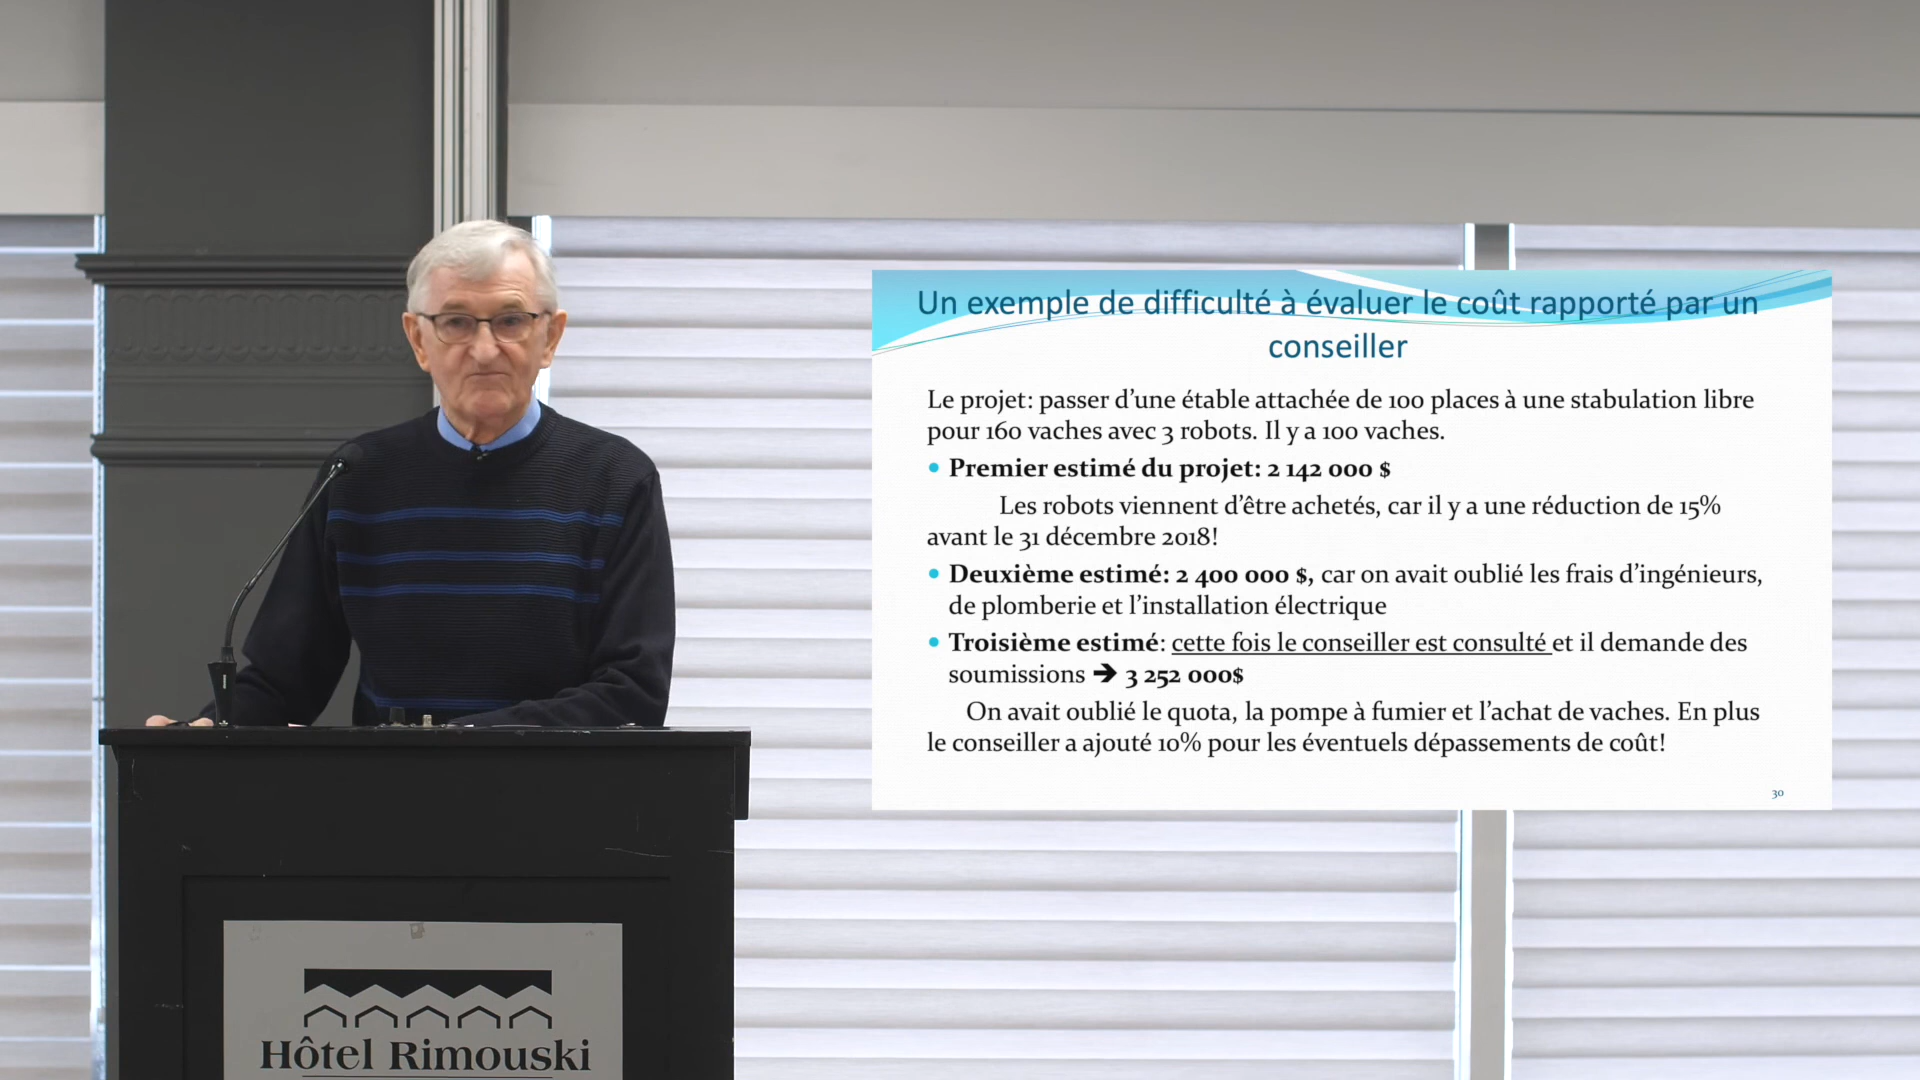 Un exemple de difficulté à évaluer le coût rapporté par un
conseiller
Le projet: passer d'une étable attachée de 100 places à une stabulation libre
pour 160 vaches avec 3 robots. Il y a 100 vaches.
• Premier estimé du projet: 2 142 000 $
Les robots viennent d'être achetés, car il y a une réduction de 15%
avant le 31 décembre 2018!
• Deuxième estimé: 2 400 000 $, car on avait oublié les frais d'ingénieurs,
de plomberie et l'installation électrique
• Troisième estimé: cette fois le conseiller est consulté et il demande des
soumissions ➔ 3 252 000$
On avait oublié le quota, la pompe à fumier et l'achat de vaches. En plus
le conseiller a ajouté 10% pour les éventuels dépassements de coût!
30
Hôtel Rimouski